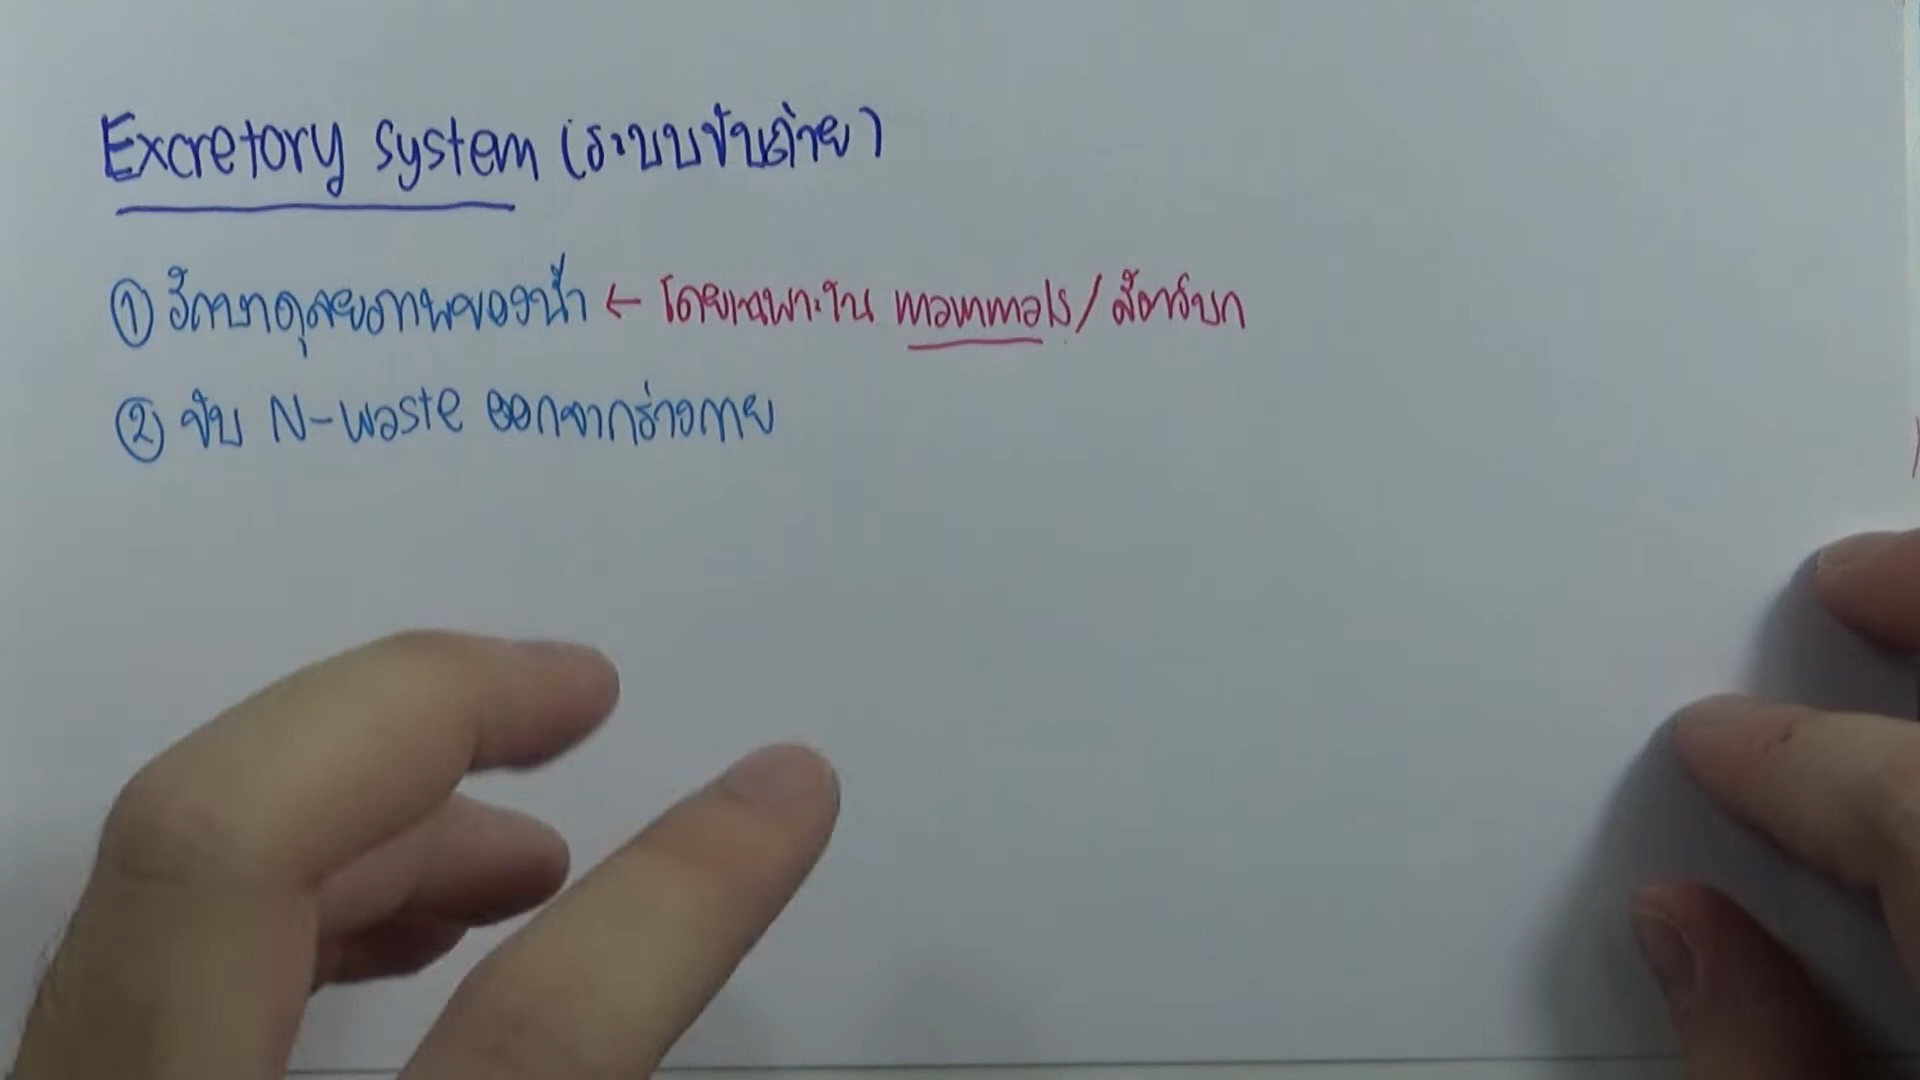 Excretory system (ระบบขับถ่าย)
① รักษาดุลยภาพของน้ำ ← โดยเฉพาะใน mammals / สัตว์บก
② ขับ N-waste ออกจากร่างกาย